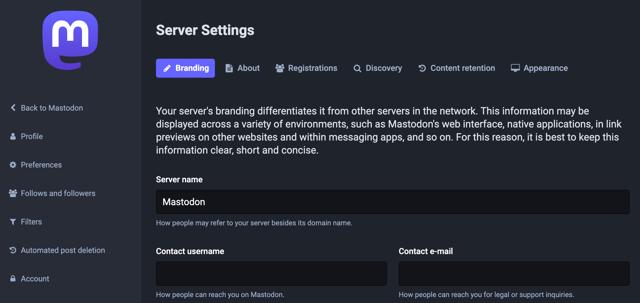 Server Settings
Branding
About
Registrations
Discovery
Content retention
Appearance
Back to Mastodon
Profile
Preferences
Follows and followers
Filters
Automated post deletion
Account
Your server's branding differentiates it from other servers in the network. This information may be
displayed across a variety of environments, such as Mastodon's web interface, native applications, in link
previews on other websites and within messaging apps, and so on. For this reason, it is best to keep this
information clear, short and concise.
Server name
Mastodon
How people may refer to your server besides its domain name.
Contact username
Contact e-mail
How people can reach you on Mastodon.
How people can reach you for legal or support inquiries.